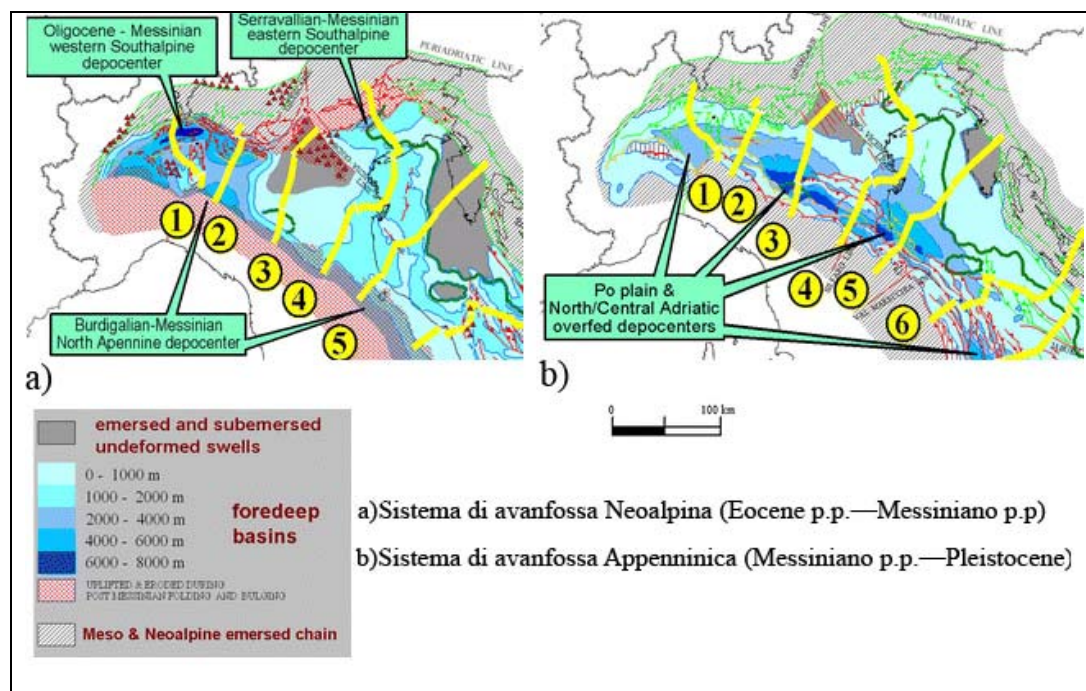 Oligocene - Messinian
western Southalpine
depocenter
Serravallian-Messinian
eastern Southalpine
depocenter
PERIADRIATIC LINE
1
2
3
4
5
Burdigalian-Messinian
North Apennine depocenter
a)
PERIADRIATIC LINE
1
2
3
4
5
6
Po plain &
North/Central Adriatic
overfed depocenters
b)
emersed and subemersed
undeformed swells
0 - 1000 m
1000 - 2000 m
2000 - 4000 m
4000 - 6000 m
6000 - 8000 m
foredeep
basins
UPLIFTED & ERODED DURING
POST MESSINIAN FOLDING AND BULGING
Meso & Neoalpine emersed chain
0
100 km
a)Sistema di avanfossa Neoalpina (Eocene p.p.—Messiniano p.p)
b)Sistema di avanfossa Appenninica (Messiniano p.p.—Pleistocene)